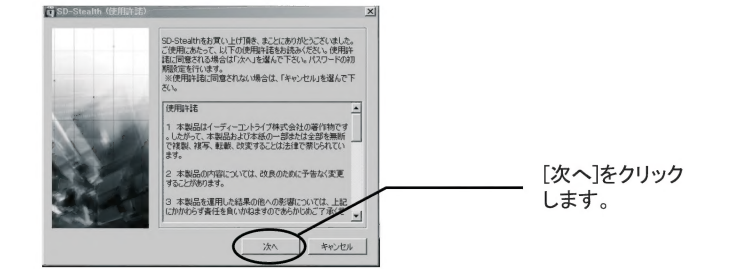 SD-Stealth (使用許諾)
SD-Stealthをお買い上げ頂き、まことにありがとうございました。
ご使用にあたって、以下の使用許諾をお読みください。使用許
諾に同意される場合は「次へ」を選んで下さい。パスワードの初
期設定を行います。
※使用許諾に同意されない場合は、「キャンセル」を選んで下
さい。
使用許諾
1 本製品はイーディーコントライブ株式会社の著作物です
。したがって、本製品および本紙の一部または全部を無断
で複製、複写、転載、改変することは法律で禁じられてい
ます。
2 本製品の内容については、改良のために予告なく変更
することがあります。
3 本製品を運用した結果の他への影響については、上記
にかかわらず責任を負いかねますのであらかじめご了承くだ
次へ
キャンセル
[次へ]をクリック
します。